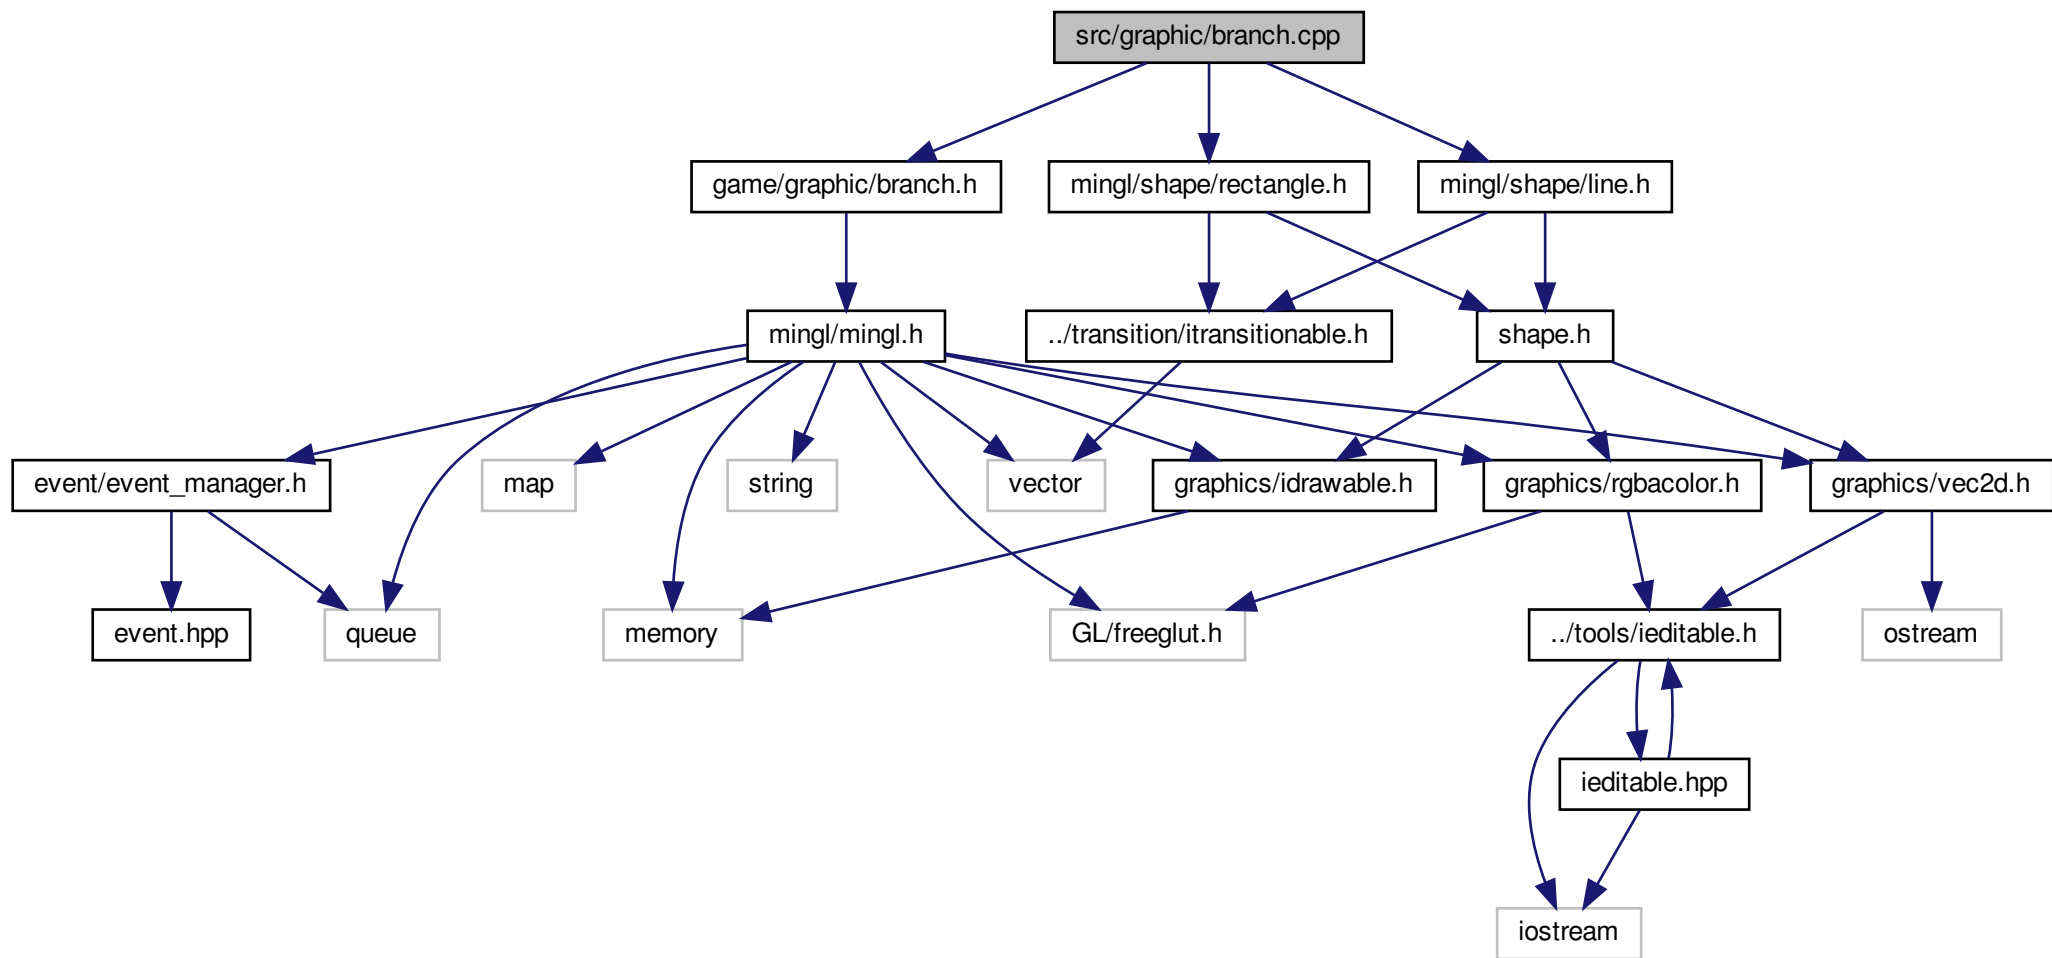 src/graphic/branch.cpp
game/graphic/branch.h
mingl/shape/rectangle.h
mingl/shape/line.h
mingl/mingl.h
../transition/itransitionable.h
shape.h
event/event_manager.h
map
string
vector
graphics/idrawable.h
graphics/rgbacolor.h
graphics/vec2d.h
event.hpp
queue
memory
GL/freeglut.h
../tools/ieditable.h
ostream
ieditable.hpp
iostream